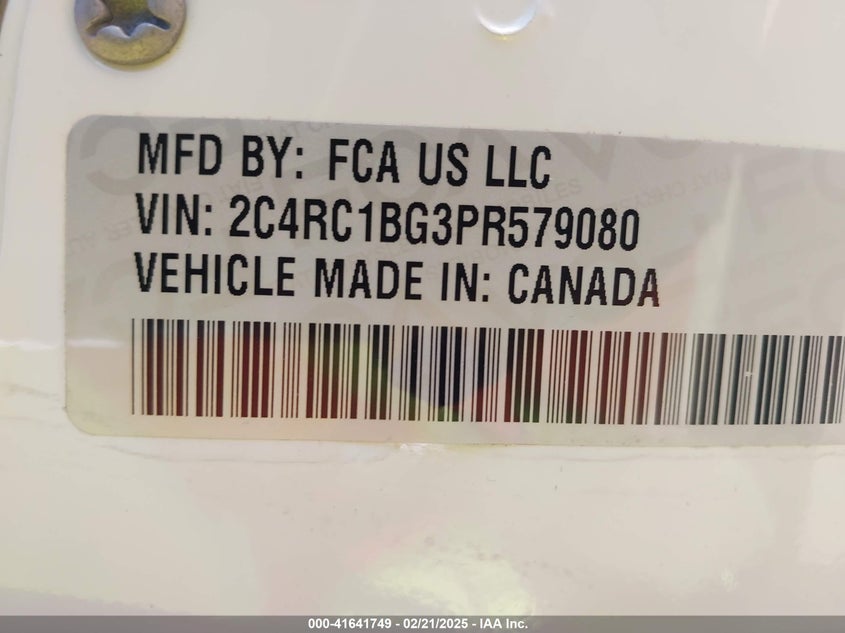 MFD BY: FCA US LLC
VIN: 2C4RC1BG3PR579080
VEHICLE MADE IN: CANADA
000-41641749 — 02/21/2025 — IAA Inc.